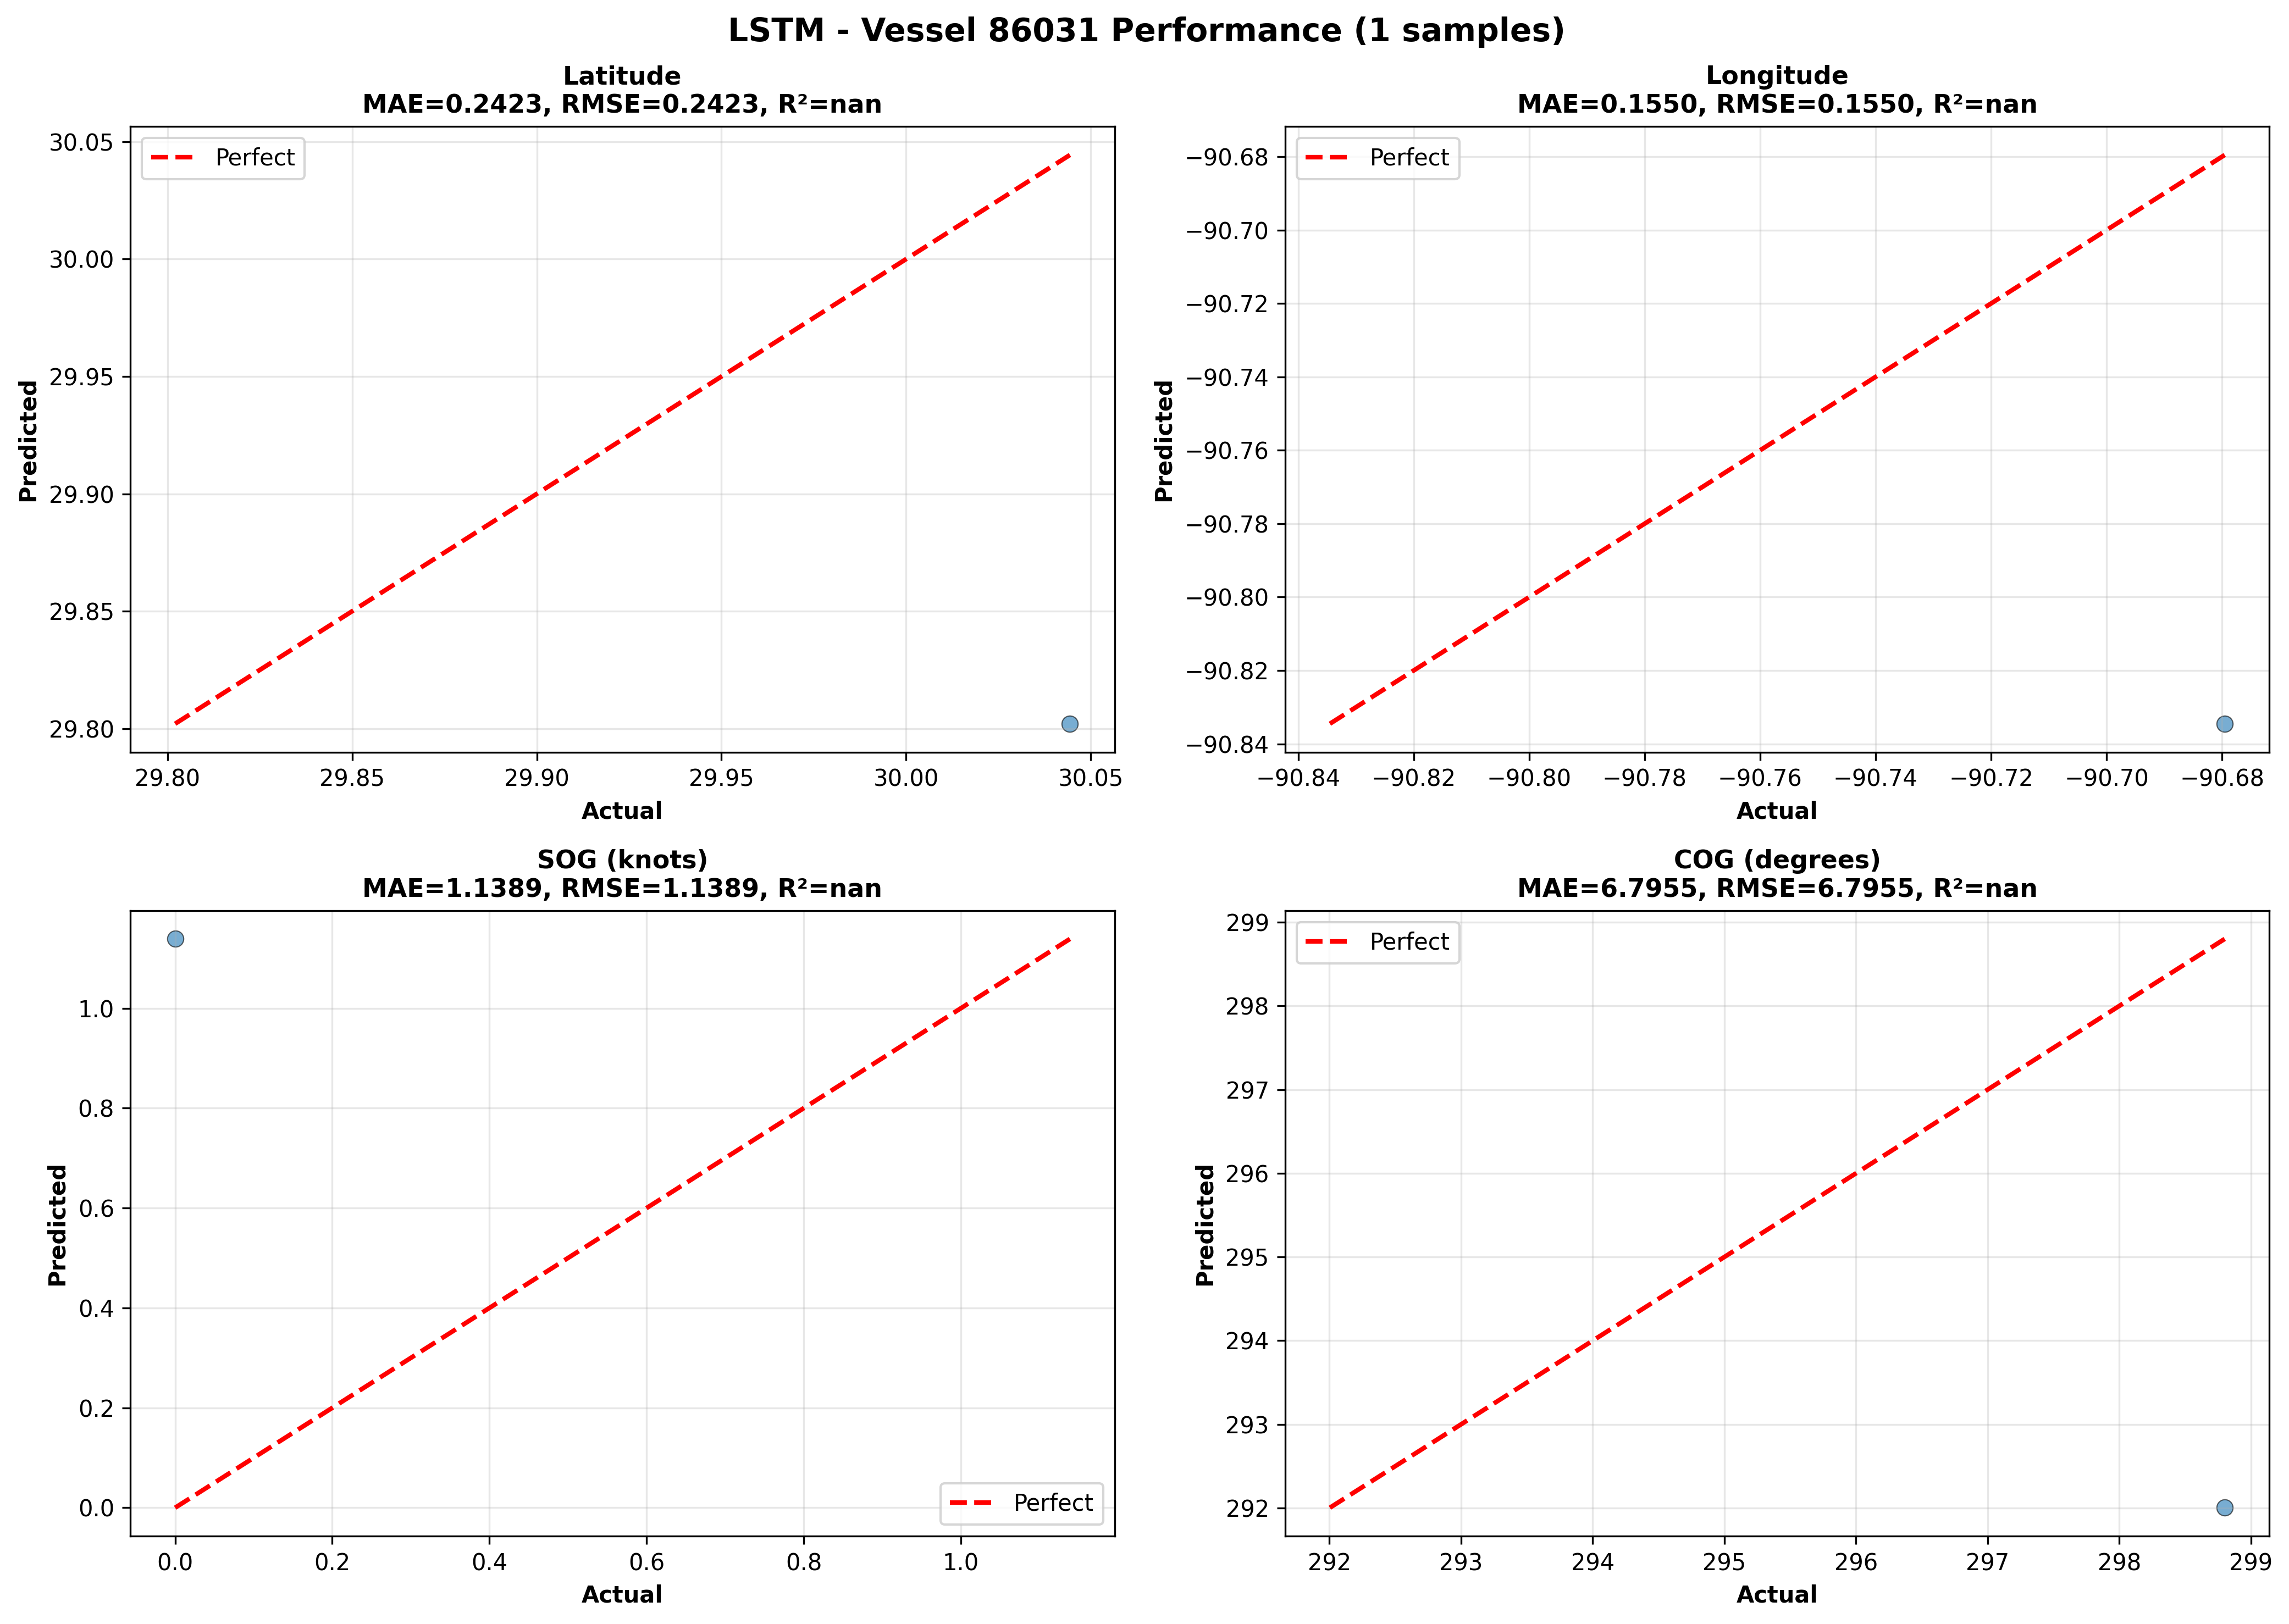 LSTM - Vessel 86031 Performance (1 samples)
Latitude
MAE=0.2423, RMSE=0.2423, R²=nan
Perfect
30.05
30.00
29.95
29.90
29.85
29.80
Predicted
29.80 29.85 29.90 29.95 30.00 30.05
Actual
Longitude
MAE=0.1550, RMSE=0.1550, R²=nan
Perfect
−90.68
−90.70
−90.72
−90.74
−90.76
−90.78
−90.80
−90.82
−90.84
Predicted
−90.84 −90.82 −90.80 −90.78 −90.76 −90.74 −90.72 −90.70 −90.68
Actual
SOG (knots)
MAE=1.1389, RMSE=1.1389, R²=nan
1.0
0.8
0.6
0.4
0.2
0.0
Predicted
Perfect
0.0 0.2 0.4 0.6 0.8 1.0
Actual
COG (degrees)
MAE=6.7955, RMSE=6.7955, R²=nan
Perfect
299
298
297
296
295
294
293
292
Predicted
292 293 294 295 296 297 298 299
Actual